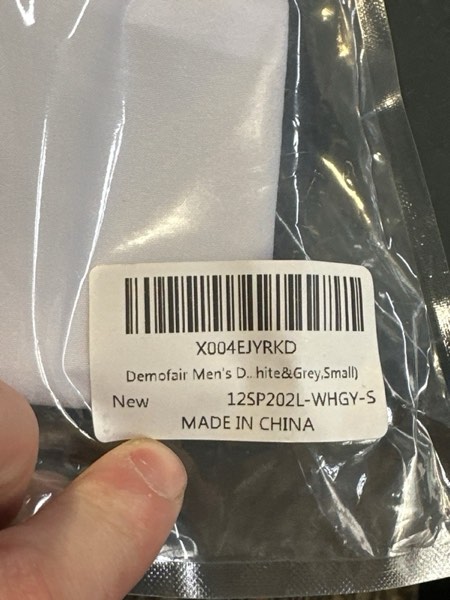 X004EJYRKD
Demofair Men's D...hite&Grey,Small)
New 12SP202L-WHGY-S
MADE IN CHINA